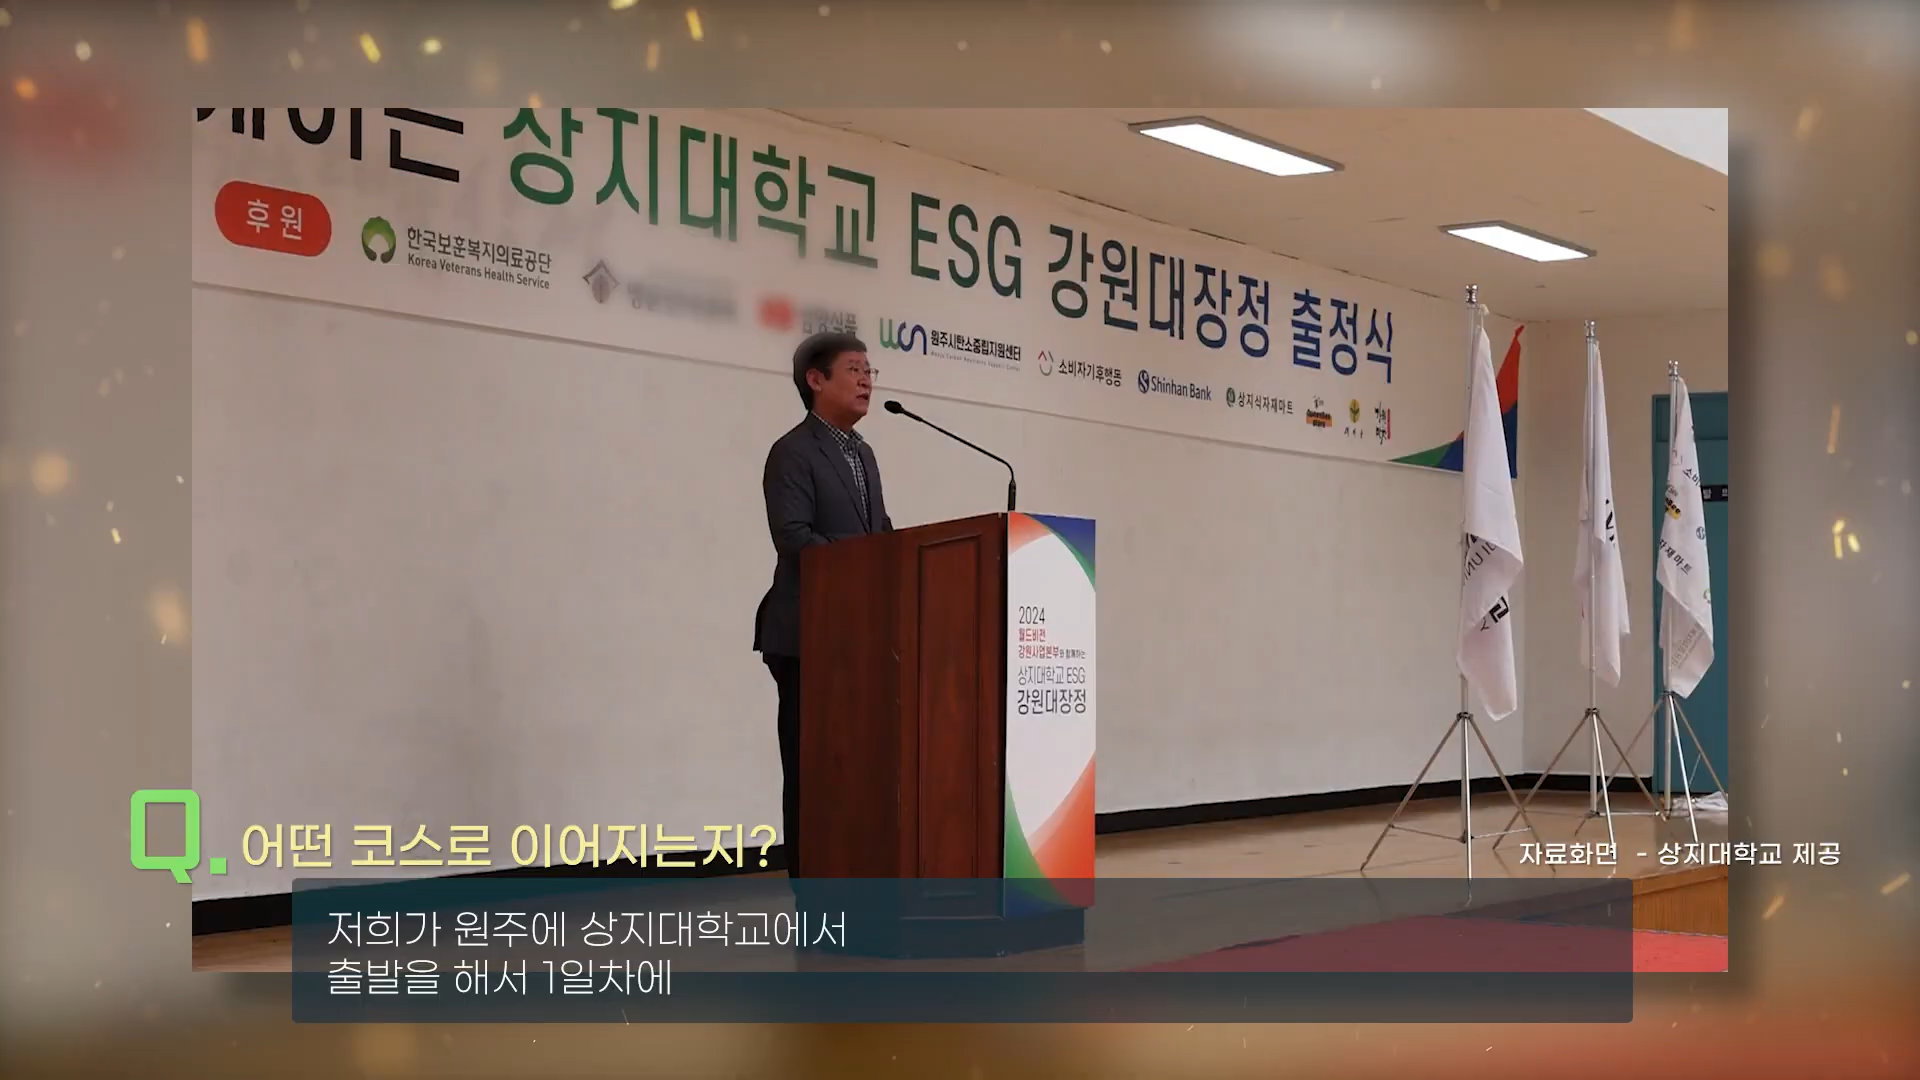 상지대학교 ESG 강원대장정 출정식
후원
한국보훈복지의료공단
Korea Veterans Health Service
원주시탄소중립지원센터
소비자기후행동
Shinhan Bank
상지식자재마트
2024
월드비전
강원사업본부와 함께하는
상지대학교 ESG
강원대장정
자재마트
Q. 어떤 코스로 이어지는지?
자료화면 - 상지대학교 제공
저희가 원주에 상지대학교에서
출발을 해서 1일차에